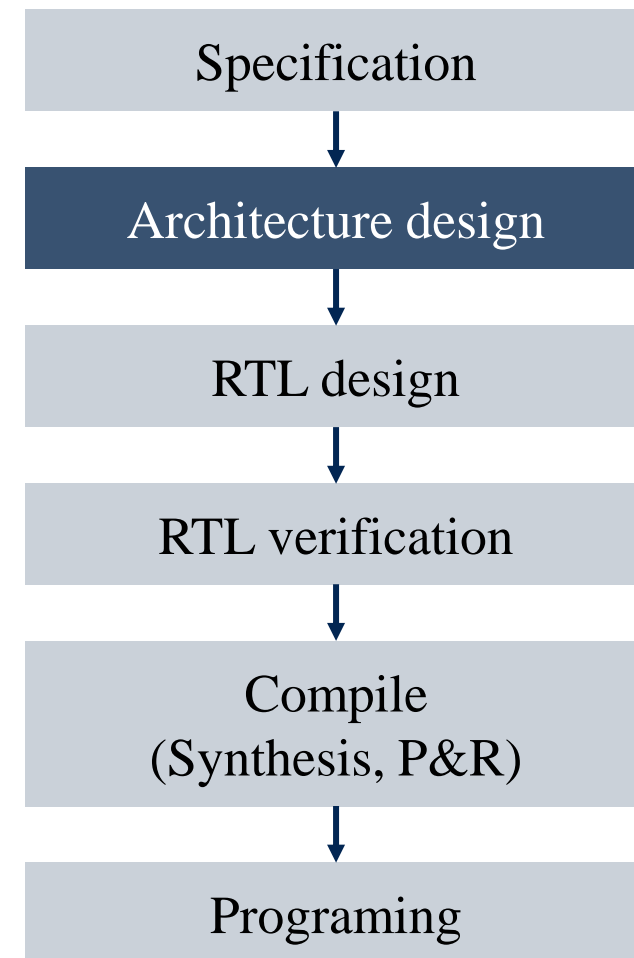 Specification
Architecture design
RTL design
RTL verification
Compile
(Synthesis, P&R)
Programing